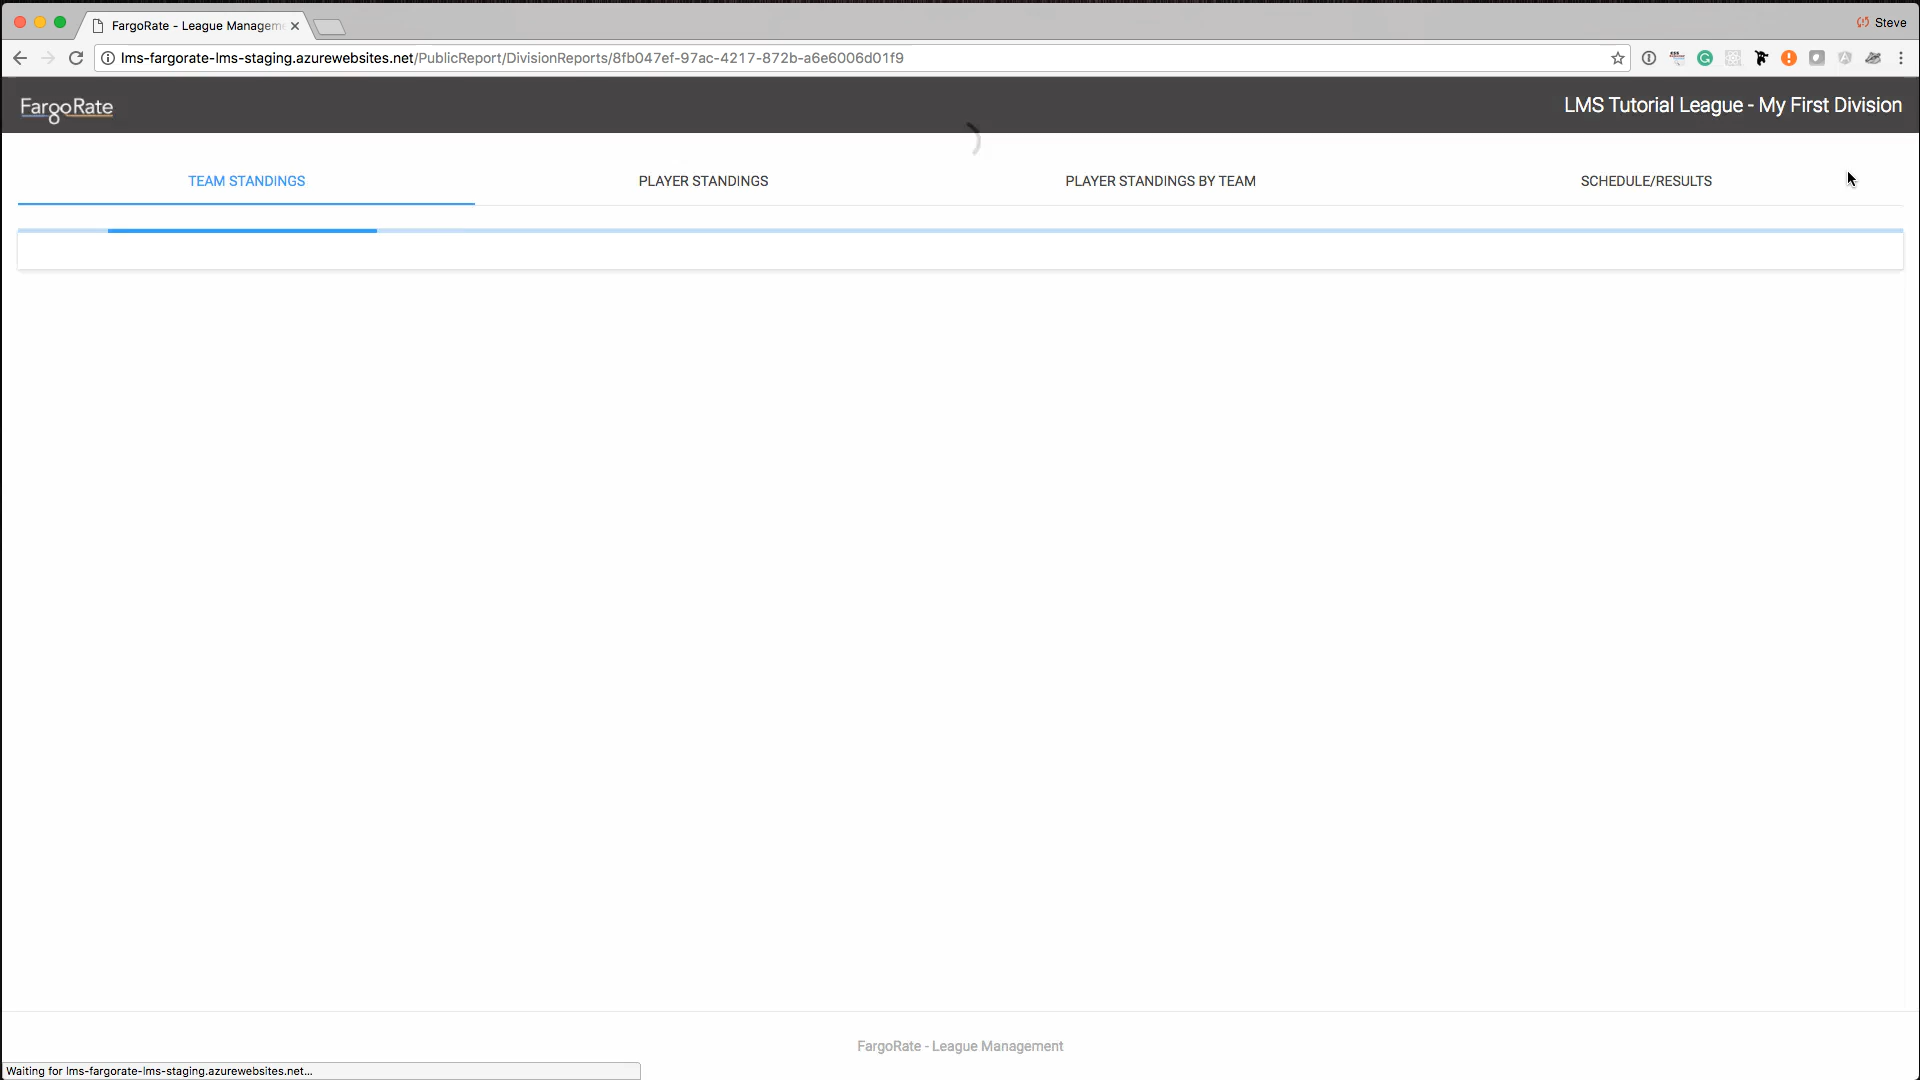 FargoRate - League Managem
Steve
lms-fargorate-lms-staging.azurewebsites.net/PublicReport/DivisionReports/8fb047ef-97ac-4217-872b-a6e6006d01f9
FargoRate
LMS Tutorial League - My First Division
TEAM STANDINGS
PLAYER STANDINGS
PLAYER STANDINGS BY TEAM
SCHEDULE/RESULTS
FargoRate - League Management
Waiting for lms-fargorate-lms-staging.azurewebsites.net...